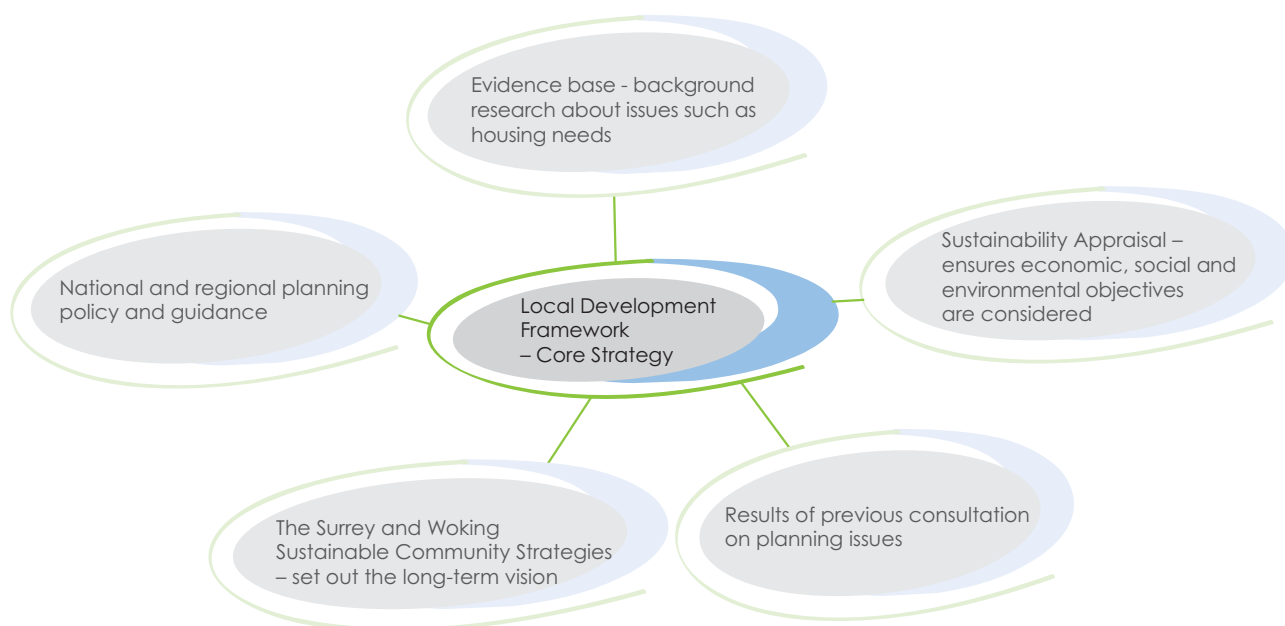 Evidence base - background
research about issues such as
housing needs
National and regional planning
policy and guidance
Local Development
Framework
– Core Strategy
Sustainability Appraisal –
ensures economic, social and
environmental objectives
are considered
The Surrey and Woking
Sustainable Community Strategies
– set out the long-term vision
Results of previous consultation
on planning issues